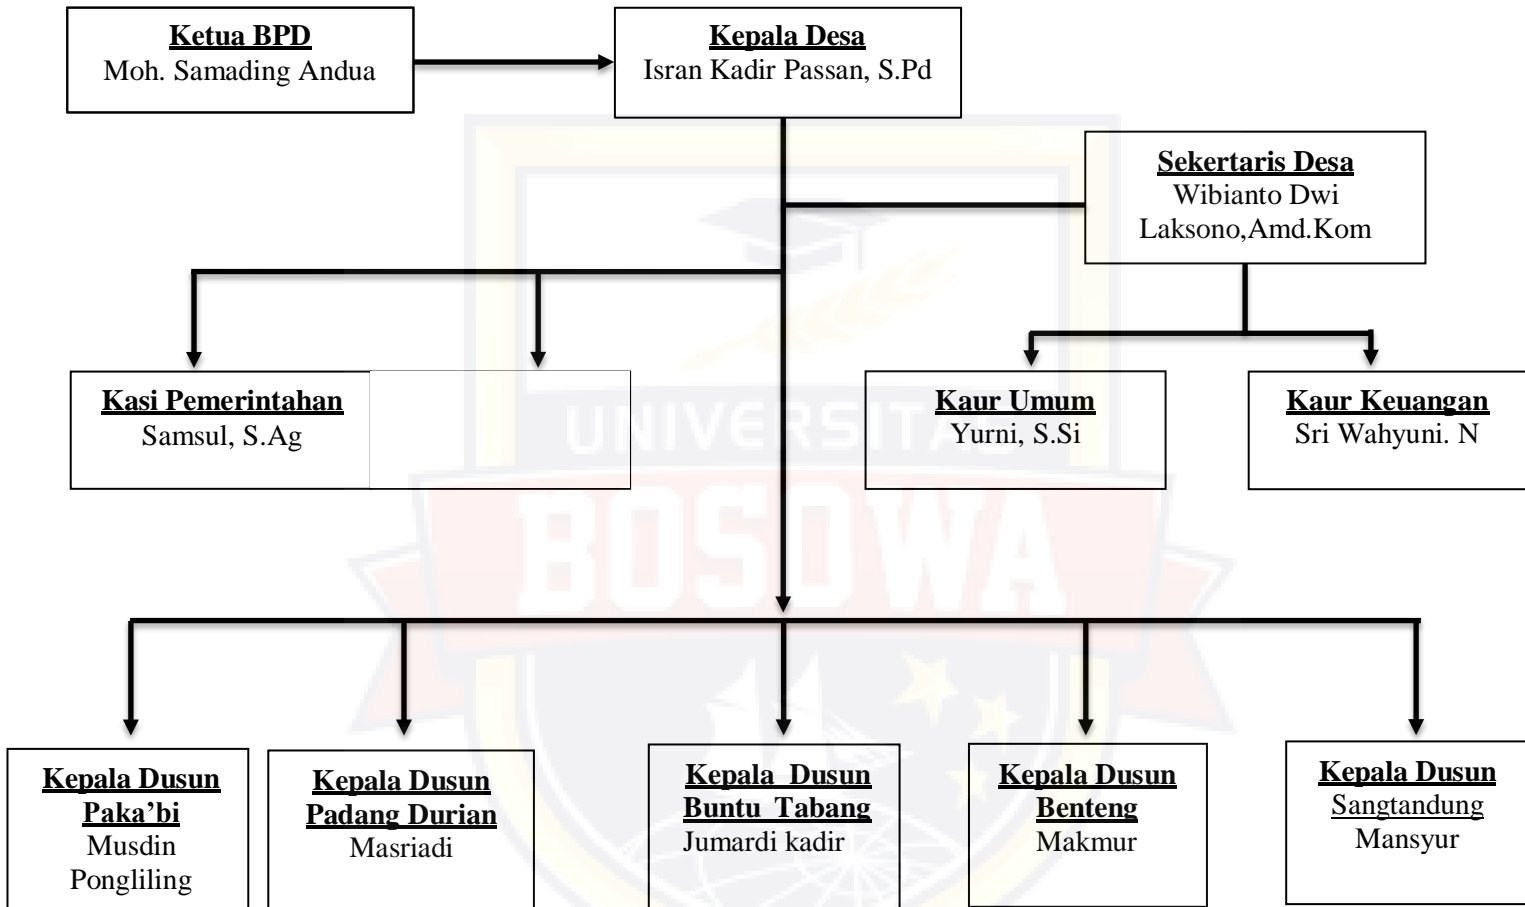 Ketua BPD
Moh. Samading Andua
Kepala Desa
Isran Kadir Passan, S.Pd
Sekertaris Desa
Wibianto Dwi
Laksono,Amd.Kom
Kasi Pemerintahan
Samsul, S.Ag
Kaur Umum
Yurni, S.Si
Kaur Keuangan
Sri Wahyuni. N
UNIVERSITAS
BOSOWA
Kepala Dusun
Paka’bi
Musdin
Pongliling
Kepala Dusun
Padang Durian
Masriadi
Kepala Dusun
Buntu Tabang
Jumardi kadir
Kepala Dusun
Benteng
Makmur
Kepala Dusun
Sangtandung
Mansyur